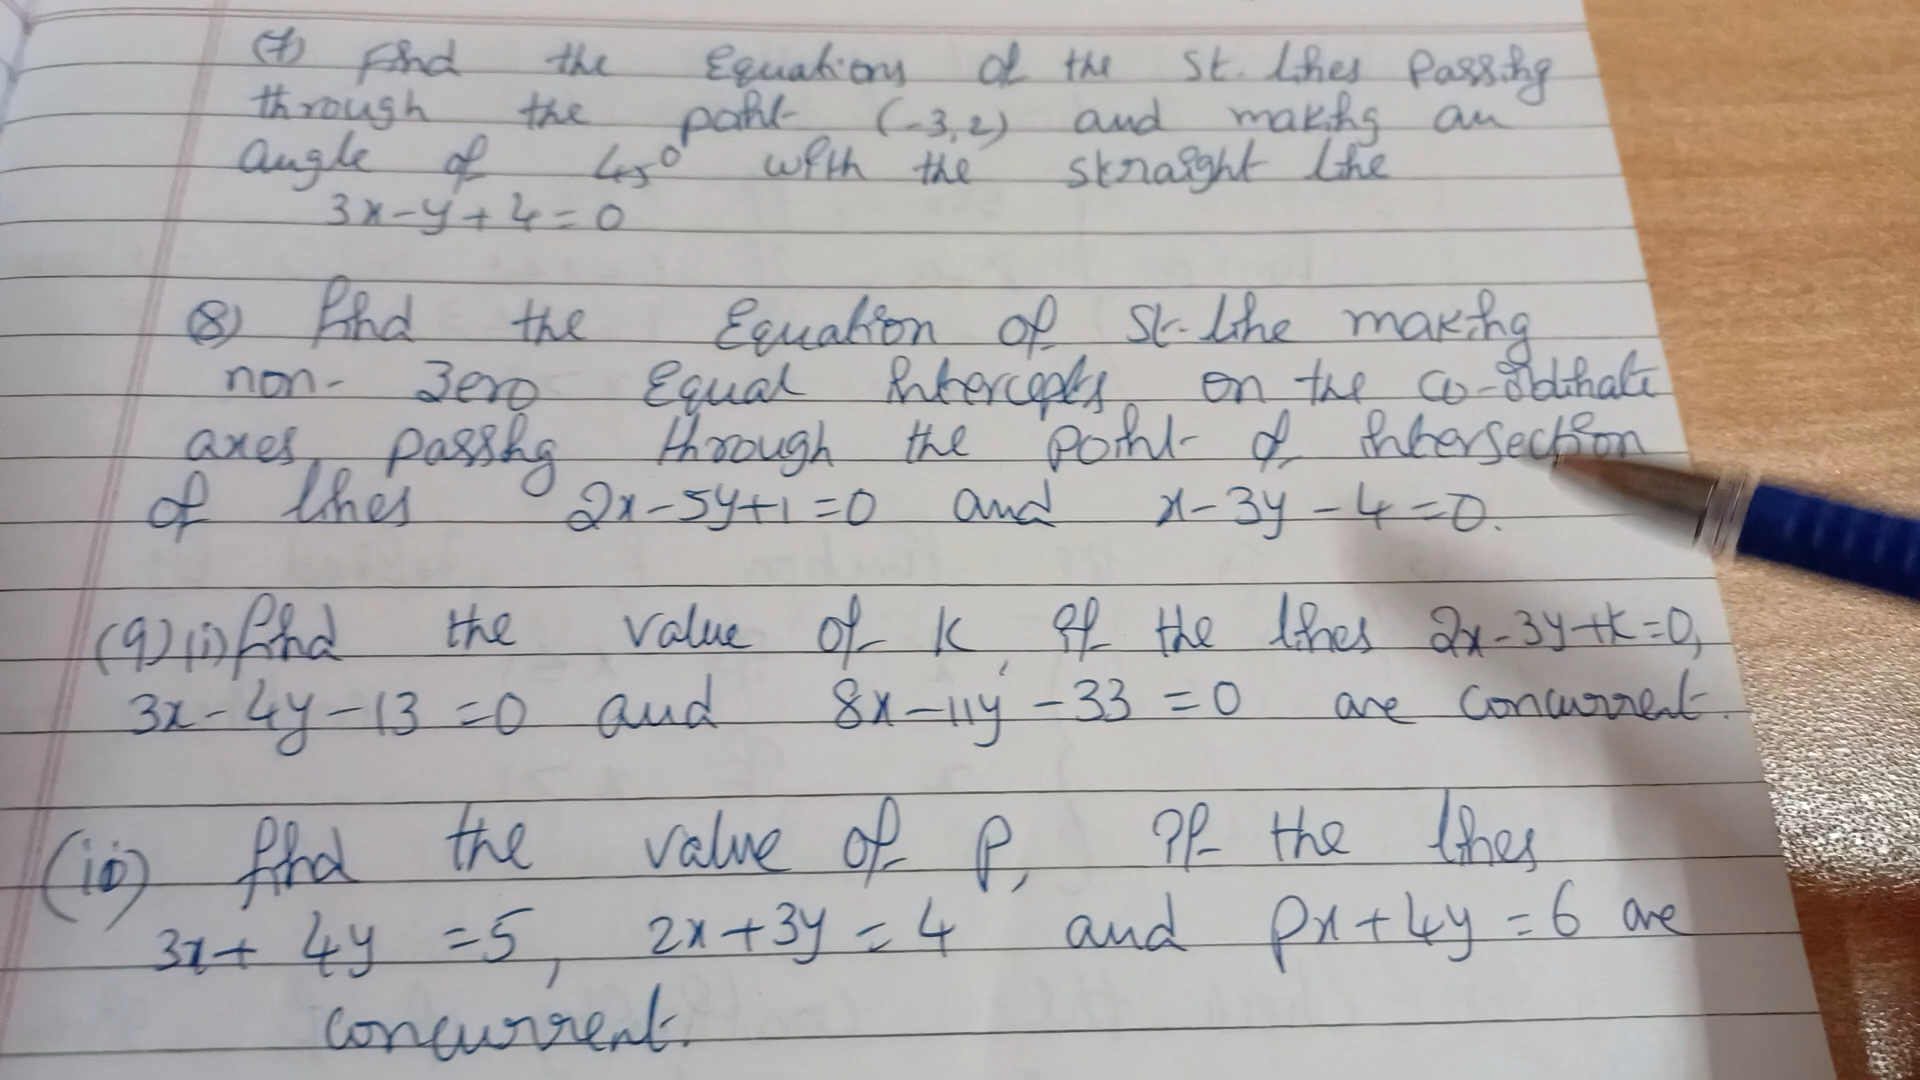 (7) Find the Equations of the St. lines Passing
through the point (-3,2) and making an
angle of 45° with the straight line
3x-y+4=0
(8) find the Equation of St. line making
non-zero Equal intercepts on the co-ordinate
axes, passing through the point of intersection
of lines 2x-5y+1=0 and x-3y-4=0.
(9)(i) find the value of K, if the lines 2x-3y+k=0,
3x-4y-13=0 and 8x-11y-33=0 are concurrent.
(ii) find the value of P, if the lines
3x+4y=5, 2x+3y=4 and Px+4y=6 are
concurrent.